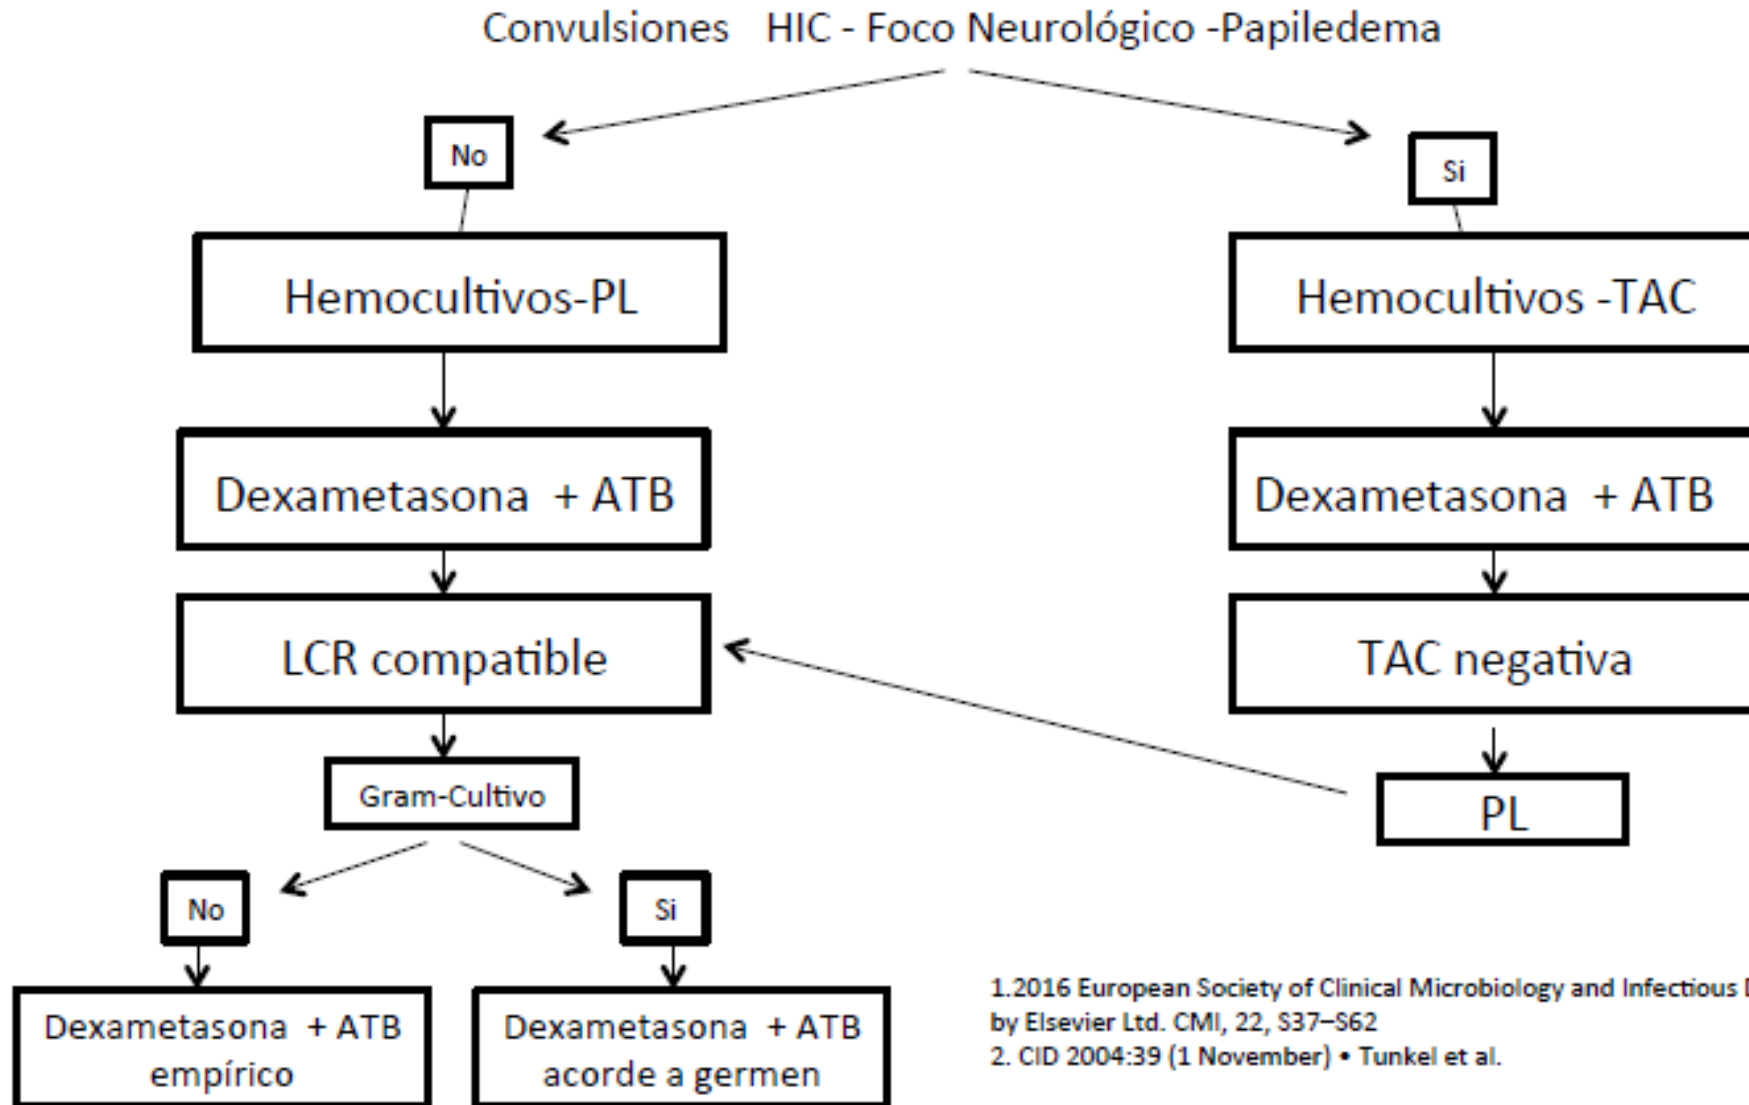 Convulsiones HIC - Foco Neurológico -Papiledema
No
Si
Hemocultivos-PL
Hemocultivos -TAC
Dexametasona + ATB
Dexametasona + ATB
LCR compatible
TAC negativa
Gram-Cultivo
PL
No
Si
Dexametasona + ATB
empírico
Dexametasona + ATB
acorde a germen
1.2016 European Society of Clinical Microbiology and Infectious
by Elsevier Ltd. CMI, 22, S37–S62
2. CID 2004:39 (1 November) • Tunkel et al.